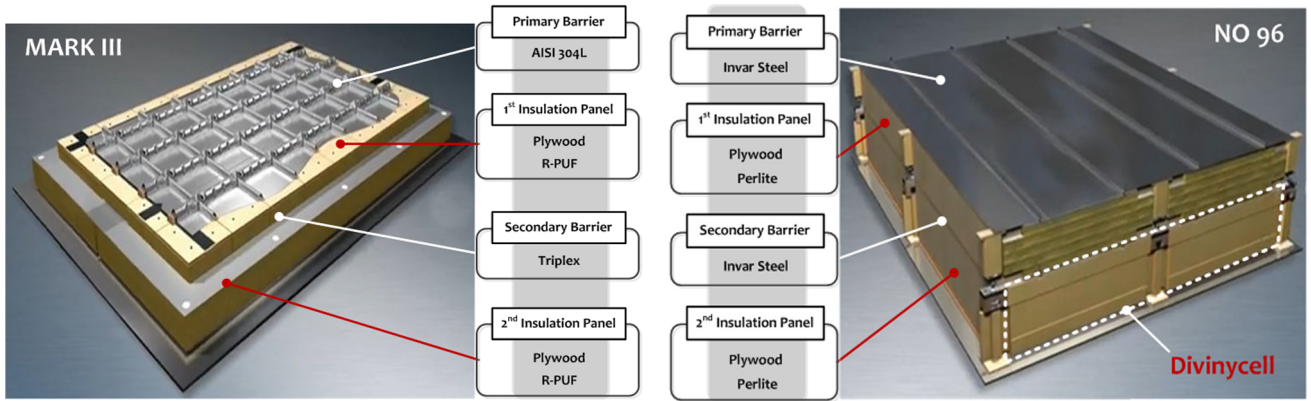 MARK III
Primary Barrier
AISI 304L
1st Insulation Panel
Plywood
R-PUF
Secondary Barrier
Triplex
2nd Insulation Panel
Plywood
R-PUF
Primary Barrier
Invar Steel
1st Insulation Panel
Plywood
Perlite
Secondary Barrier
Invar Steel
2nd Insulation Panel
Plywood
Perlite
NO 96
Divinycell